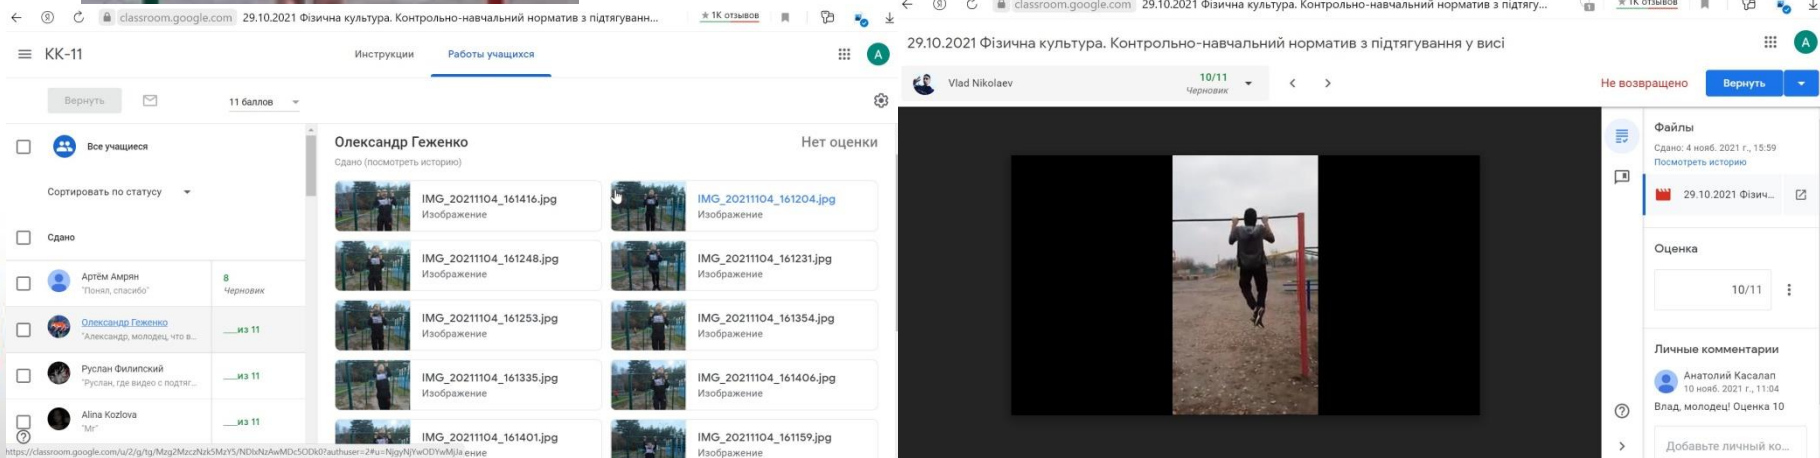 classroom.google.com 29.10.2021 Фізична культура. Контрольно-навчальний норматив з підтягуванн...
★ 1К отзывов
КК-11
Инструкции
Работы учащихся
A
Вернуть
11 баллов
Все учащиеся
Сортировать по статусу
Сдано
Артём Амрян
"Понял, спасибо"
8
Черновик
Олександр Геженко
"Александр, молодец, что в...
___из 11
Руслан Филипский
"Руслан, где видео с подтяг...
___из 11
Alina Kozlova
"Mr"
___из 11
Олександр Геженко
Нет оценки
Сдано (посмотреть историю)
IMG_20211104_161416.jpg
Изображение
IMG_20211104_161204.jpg
Изображение
IMG_20211104_161248.jpg
Изображение
IMG_20211104_161231.jpg
Изображение
IMG_20211104_161253.jpg
Изображение
IMG_20211104_161354.jpg
Изображение
IMG_20211104_161335.jpg
Изображение
IMG_20211104_161406.jpg
Изображение
IMG_20211104_161401.jpg
IMG_20211104_161159.jpg
Изображение
classroom.google.com 29.10.2021 Фізична культура. Контрольно-навчальний норматив з підтягу...
★ 1К отзывов
29.10.2021 Фізична культура. Контрольно-навчальний норматив з підтягування у висі
A
Vlad Nikolaev
10/11
Черновик
Не возвращено
Вернуть
Файлы
Сдано: 4 нояб. 2021 г., 15:59
Посмотреть историю
29.10.2021 Фізич...
Оценка
10/11
Личные комментарии
Анатолий Касалап
10 нояб. 2021 г., 11:04
Влад, молодец! Оценка 10
Добавьте личный ко...